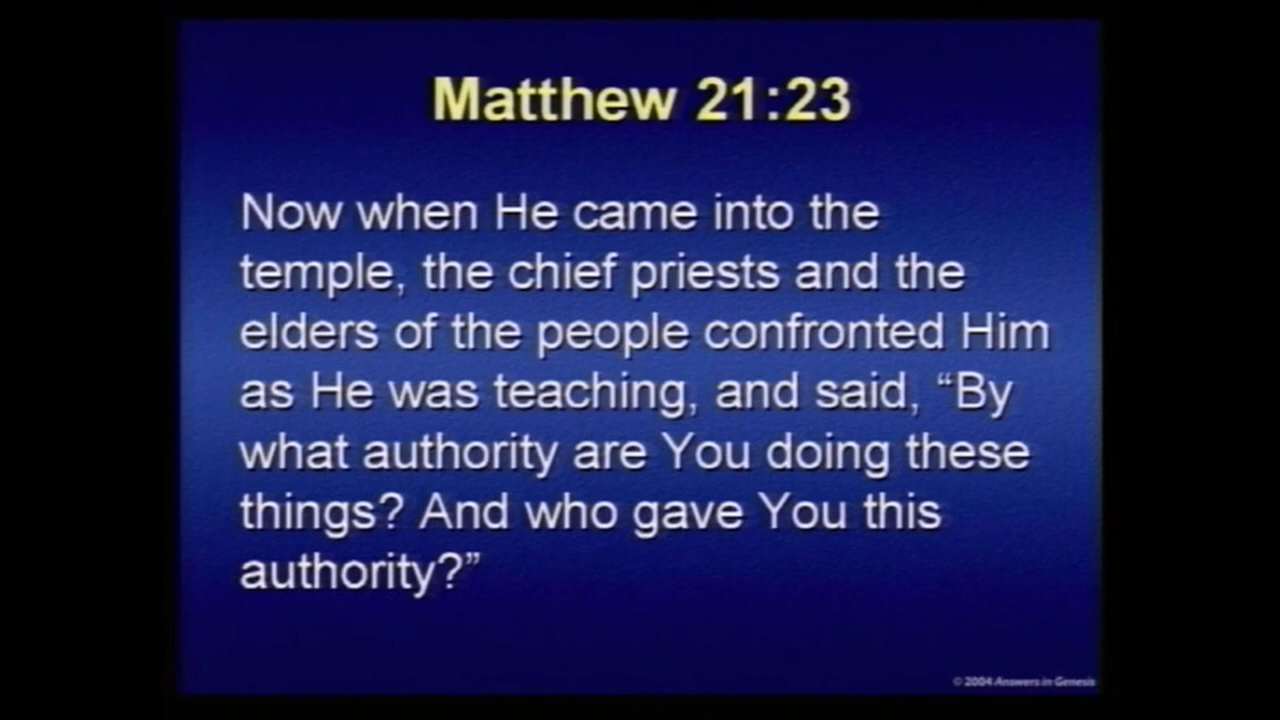 Matthew 21:23
Now when He came into the
temple, the chief priests and the
elders of the people confronted Him
as He was teaching, and said, “By
what authority are You doing these
things? And who gave You this
authority?”
© 2004 Answers in Genesis